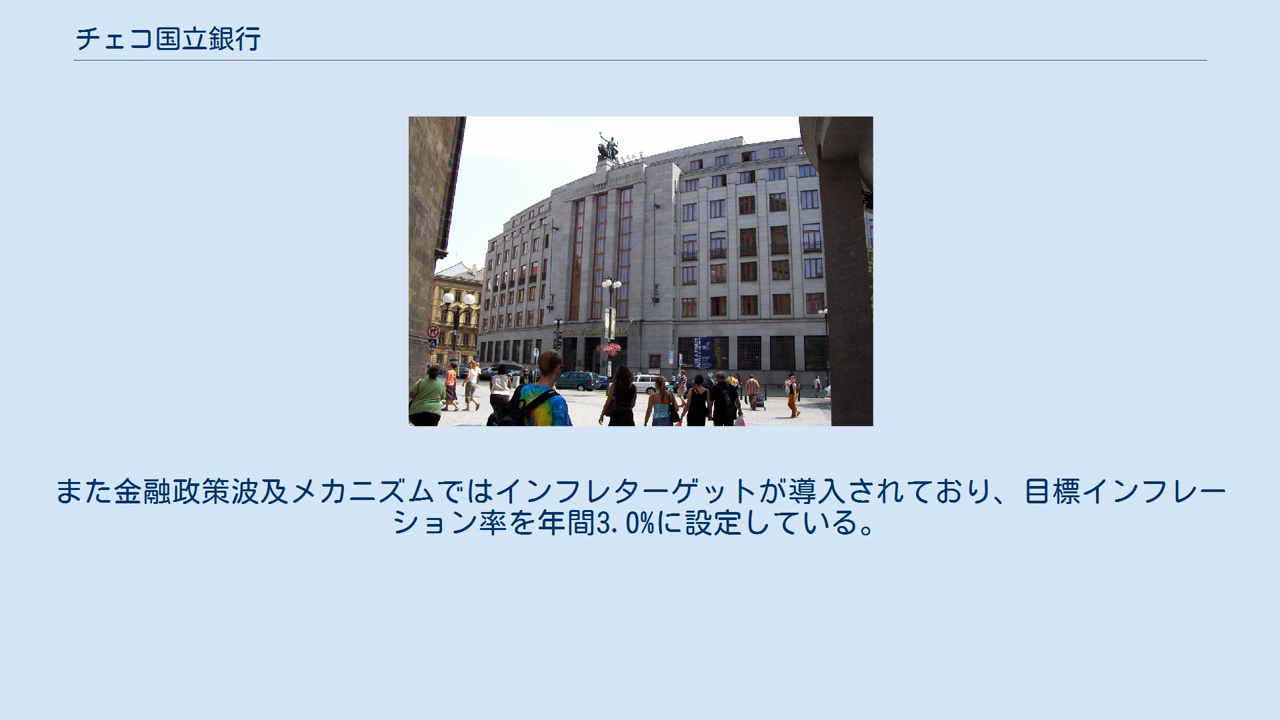 チェコ国立銀行
また金融政策波及メカニズムではインフレターゲットが導入されており、目標インフレー
ション率を年間3.0%に設定している。